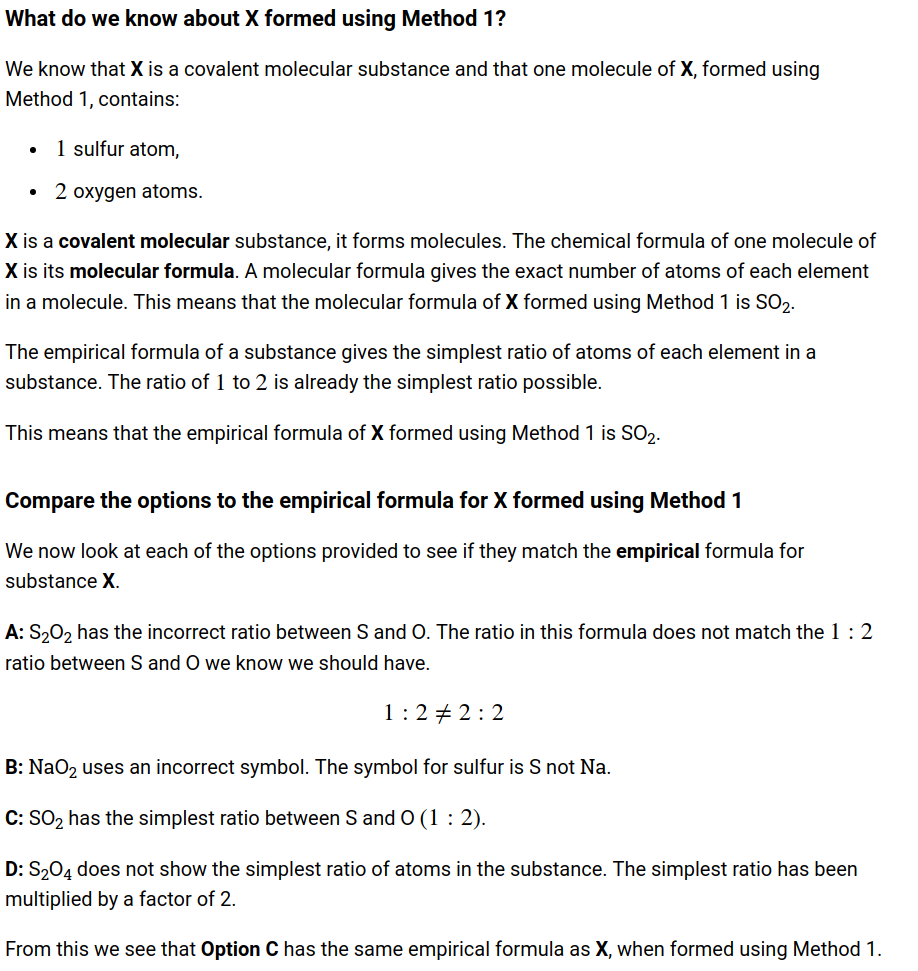 What do we know about X formed using Method 1?
We know that X is a covalent molecular substance and that one molecule of X, formed using
Method 1, contains:
• 1 sulfur atom,
• 2 oxygen atoms.
X is a covalent molecular substance, it forms molecules. The chemical formula of one molecule of
X is its molecular formula. A molecular formula gives the exact number of atoms of each element
in a molecule. This means that the molecular formula of X formed using Method 1 is SO₂.
The empirical formula of a substance gives the simplest ratio of atoms of each element in a
substance. The ratio of 1 to 2 is already the simplest ratio possible.
This means that the empirical formula of X formed using Method 1 is SO₂.
Compare the options to the empirical formula for X formed using Method 1
We now look at each of the options provided to see if they match the empirical formula for
substance X.
A: S₂O₂ has the incorrect ratio between S and O. The ratio in this formula does not match the 1 : 2
ratio between S and O we know we should have.
1 : 2 ≠ 2 : 2
B: NaO₂ uses an incorrect symbol. The symbol for sulfur is S not Na.
C: SO₂ has the simplest ratio between S and O (1 : 2).
D: S₂O₄ does not show the simplest ratio of atoms in the substance. The simplest ratio has been
multiplied by a factor of 2.
From this we see that Option C has the same empirical formula as X, when formed using Method 1.